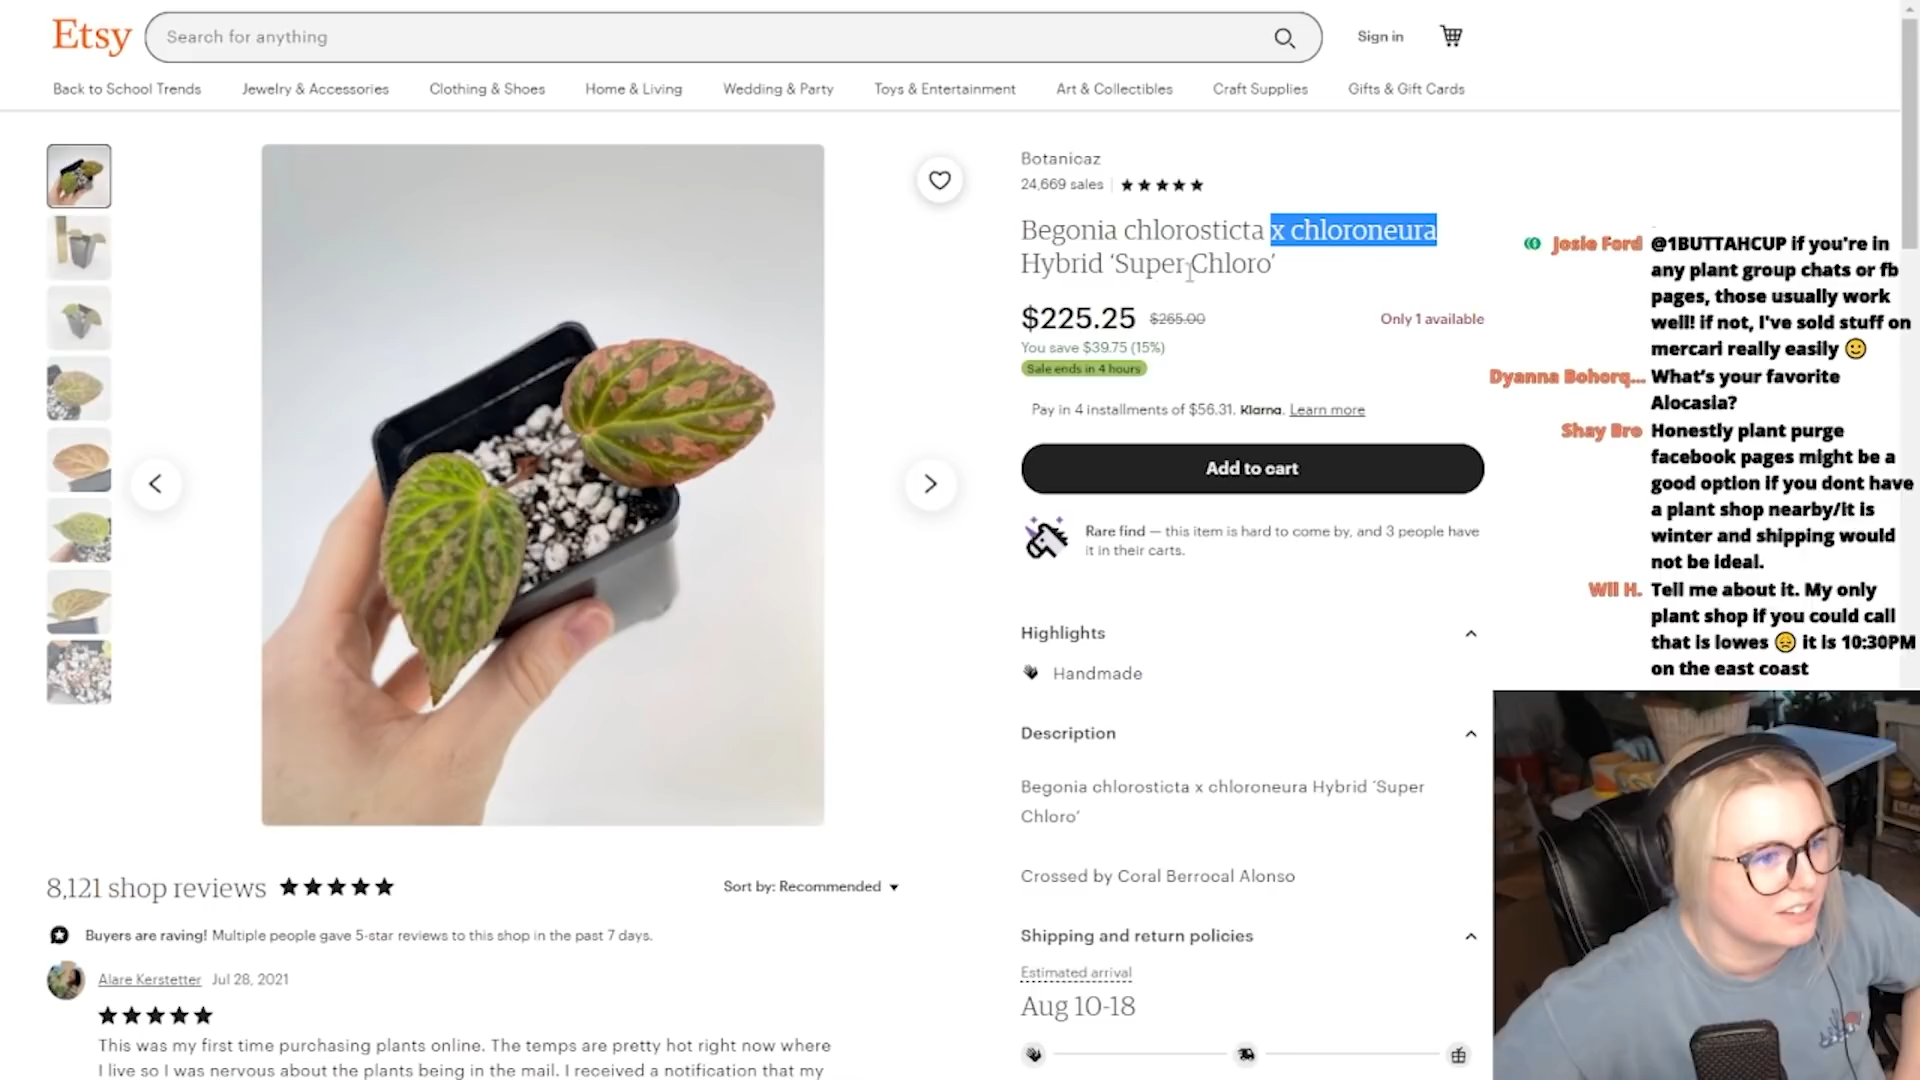 Etsy
Search for anything
Sign in
Back to School Trends
Jewelry & Accessories
Clothing & Shoes
Home & Living
Wedding & Party
Toys & Entertainment
Art & Collectibles
Craft Supplies
Gifts & Gift Cards
Botanicaz
24,669 sales
Begonia chlorosticta x chloroneura
Hybrid ‘Super Chloro’
$225.25 $265.00
Only 1 available
You save $39.75 (15%)
Sale ends in 4 hours
Pay in 4 installments of $56.31. Klarna. Learn more
Add to cart
Rare find — this item is hard to come by, and 3 people have
it in their carts.
Highlights
Handmade
Description
Begonia chlorosticta x chloroneura Hybrid ‘Super
Chloro’
Crossed by Coral Berrocal Alonso
Shipping and return policies
Estimated arrival
Aug 10-18
8,121 shop reviews
Sort by: Recommended
Buyers are raving! Multiple people gave 5-star reviews to this shop in the past 7 days.
Alare Kerstetter Jul 28, 2021
This was my first time purchasing plants online. The temps are pretty hot right now where
I live so I was nervous about the plants being in the mail. I received a notification that my
Josie Ford @1BUTTAHCUP if you're in
any plant group chats or fb
pages, those usually work
well! if not, I've sold stuff on
mercari really easily 🙂
Dyanna Bohorq... What's your favorite
Alocasia?
Shay Bro Honestly plant purge
facebook pages might be a
good option if you dont have
a plant shop nearby/it is
winter and shipping would
not be ideal.
Will H. Tell me about it. My only
plant shop if you could call
that is lowes 😞 it is 10:30PM
on the east coast